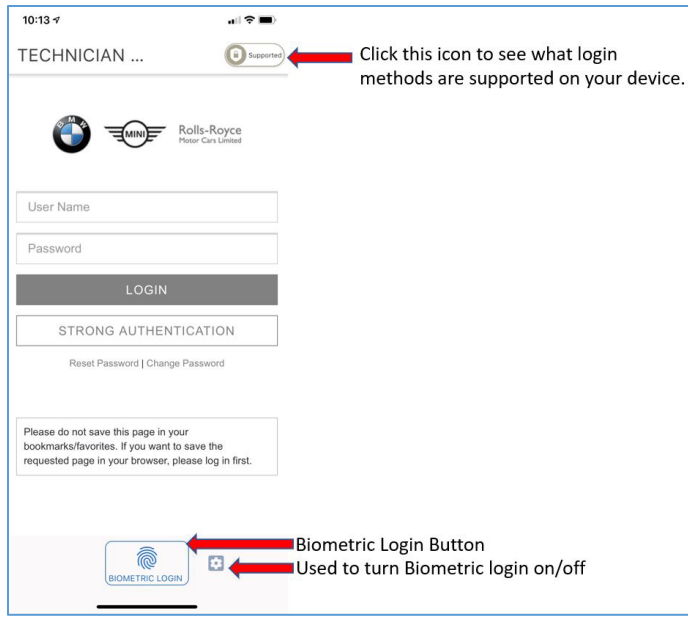 10:13
TECHNICIAN ...
Supported
Click this icon to see what login
methods are supported on your device.
BMW
MINI
Rolls-Royce
Motor Cars Limited
User Name
Password
LOGIN
STRONG AUTHENTICATION
Reset Password | Change Password
Please do not save this page in your
bookmarks/favorites. If you want to save the
requested page in your browser, please log in first.
Biometric Login Button
BIOMETRIC LOGIN
Used to turn Biometric login on/off